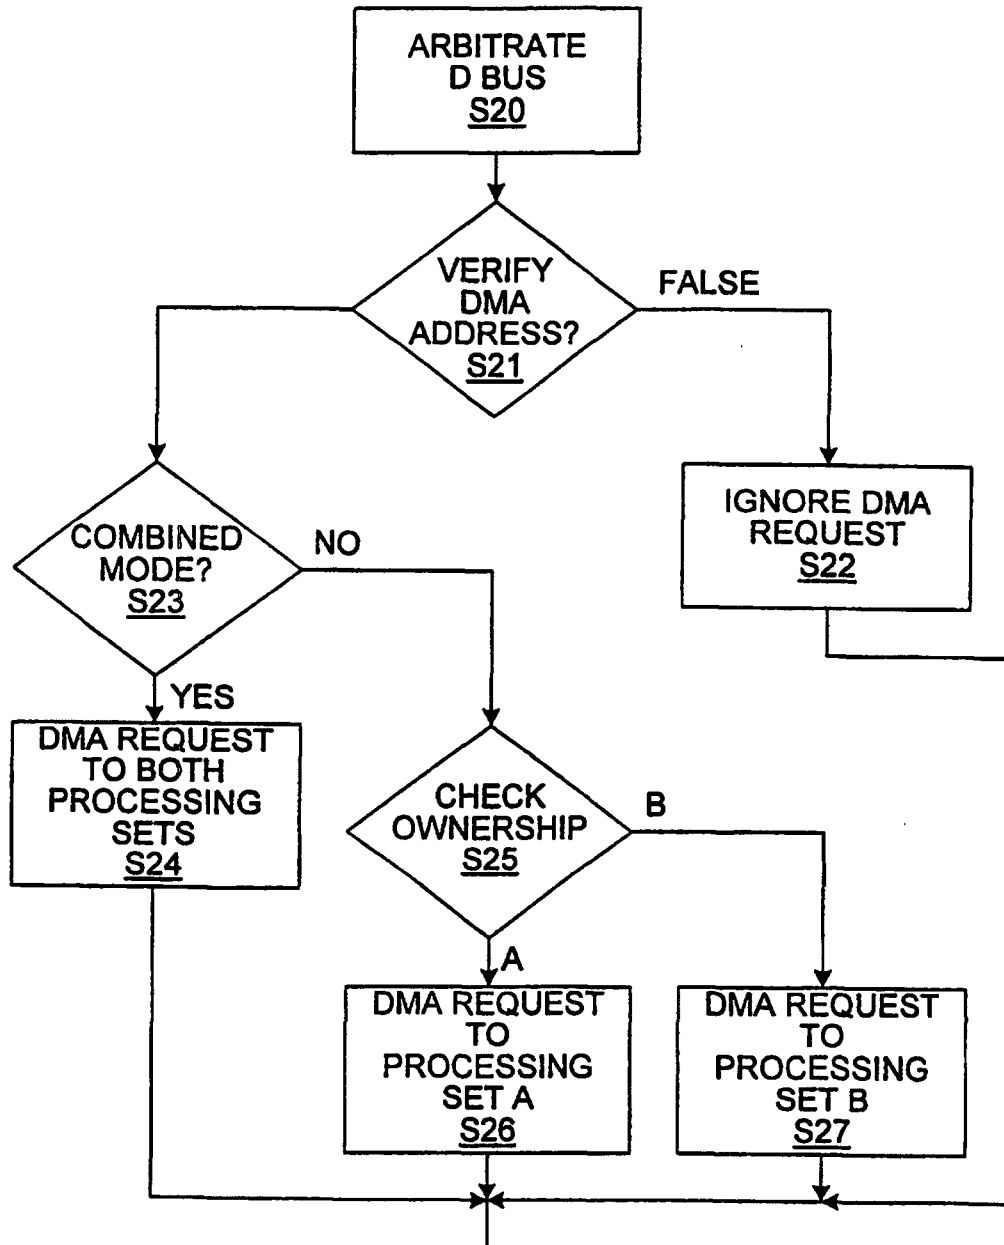 ARBITRATE
D BUS
S20
VERIFY
DMA
ADDRESS?
S21
FALSE
COMBINED
MODE?
S23
NO
IGNORE DMA
REQUEST
S22
YES
DMA REQUEST
TO BOTH
PROCESSING
SETS
S24
CHECK
OWNERSHIP
S25
B
A
DMA REQUEST
TO
PROCESSING
SET A
S26
DMA REQUEST
TO
PROCESSING
SET B
S27